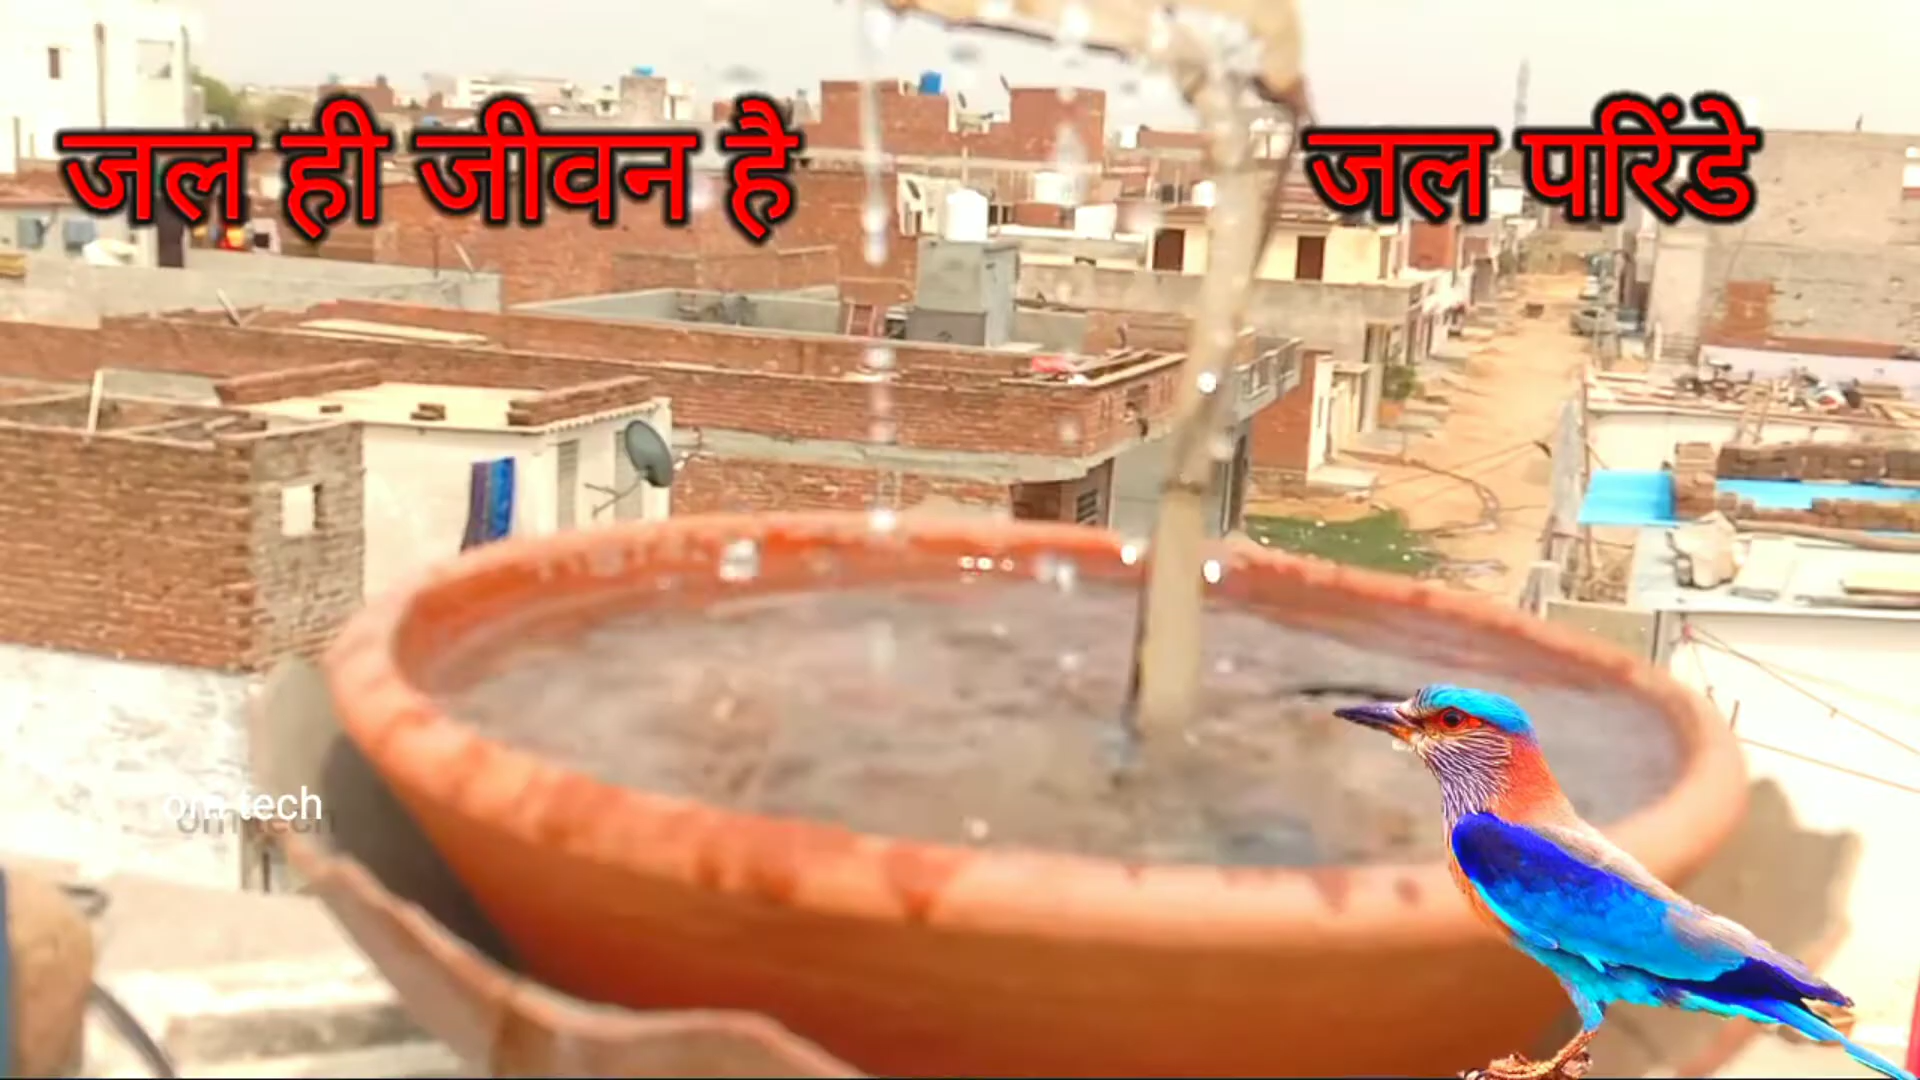 जल ही जीवन है
जल परिंडे
om tech